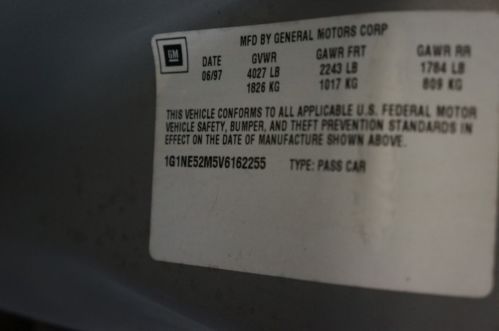 GM
MFD BY GENERAL MOTORS CORP
DATE GVWR GAWR FRT GAWR RR
06/97 4027 LB 2243 LB 1784 LB
1826 KG 1017 KG 809 KG
THIS VEHICLE CONFORMS TO ALL APPLICABLE U.S. FEDERAL MOTOR
VEHICLE SAFETY, BUMPER, AND THEFT PREVENTION STANDARDS IN
EFFECT ON THE DATE OF MANUFACTURE SHOWN ABOVE.
1G1NE52M5V6162255 TYPE: PASS CAR